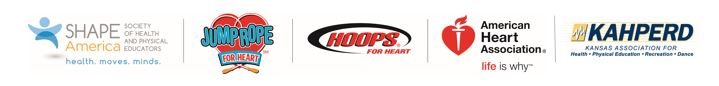 SHAPE
America
SOCIETY
OF HEALTH
AND PHYSICAL
EDUCATORS
health. moves. minds.
JUMP ROPE
FOR HEART
HOOPS
FOR HEART
American
Heart
Association®
life is why™
KAHPERD
KANSAS ASSOCIATION FOR
Health • Physical Education • Recreation • Dance